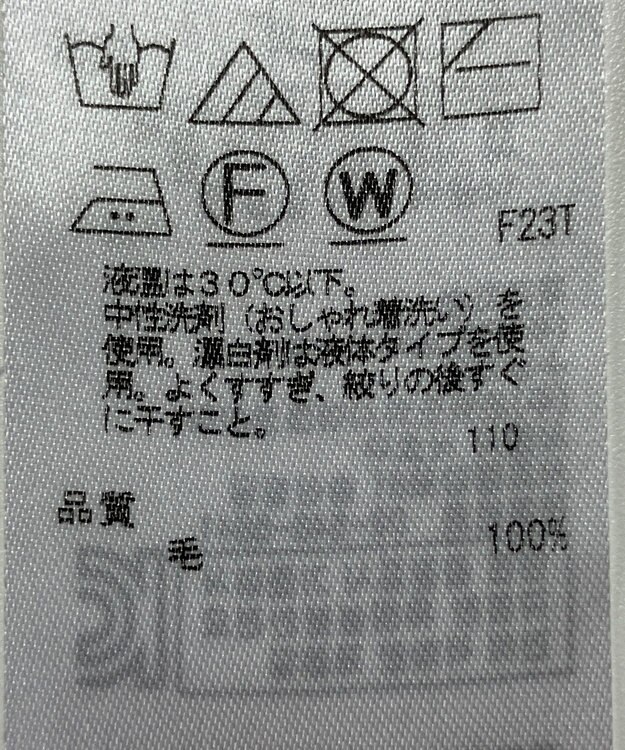 F W
F23T
液温は30℃以下。
中性洗剤（おしゃれ着洗い）を
使用。漂白剤は液体タイプを使
用。よくすすぎ、絞りの後すぐ
に干すこと。
110
品質
毛 100%